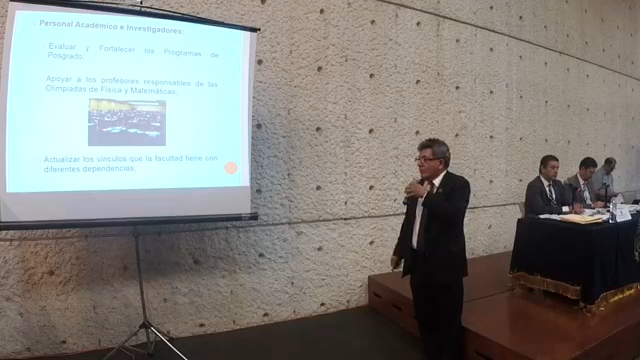 Personal Académico e Investigadores:
Evaluar y Fortalecer los Programas de
Posgrado;
Apoyar a los profesores responsables de las
Olimpiadas de Física y Matemáticas;
Actualizar los vínculos que la facultad tiene con
diferentes dependencias;